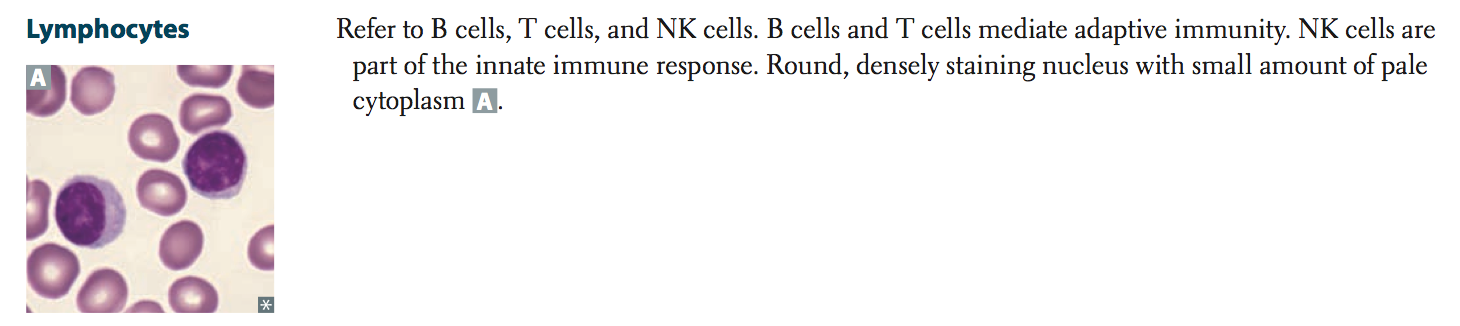 Lymphocytes
Refer to B cells, T cells, and NK cells. B cells and T cells mediate adaptive immunity. NK cells are
part of the innate immune response. Round, densely staining nucleus with small amount of pale
cytoplasm A.
A
*